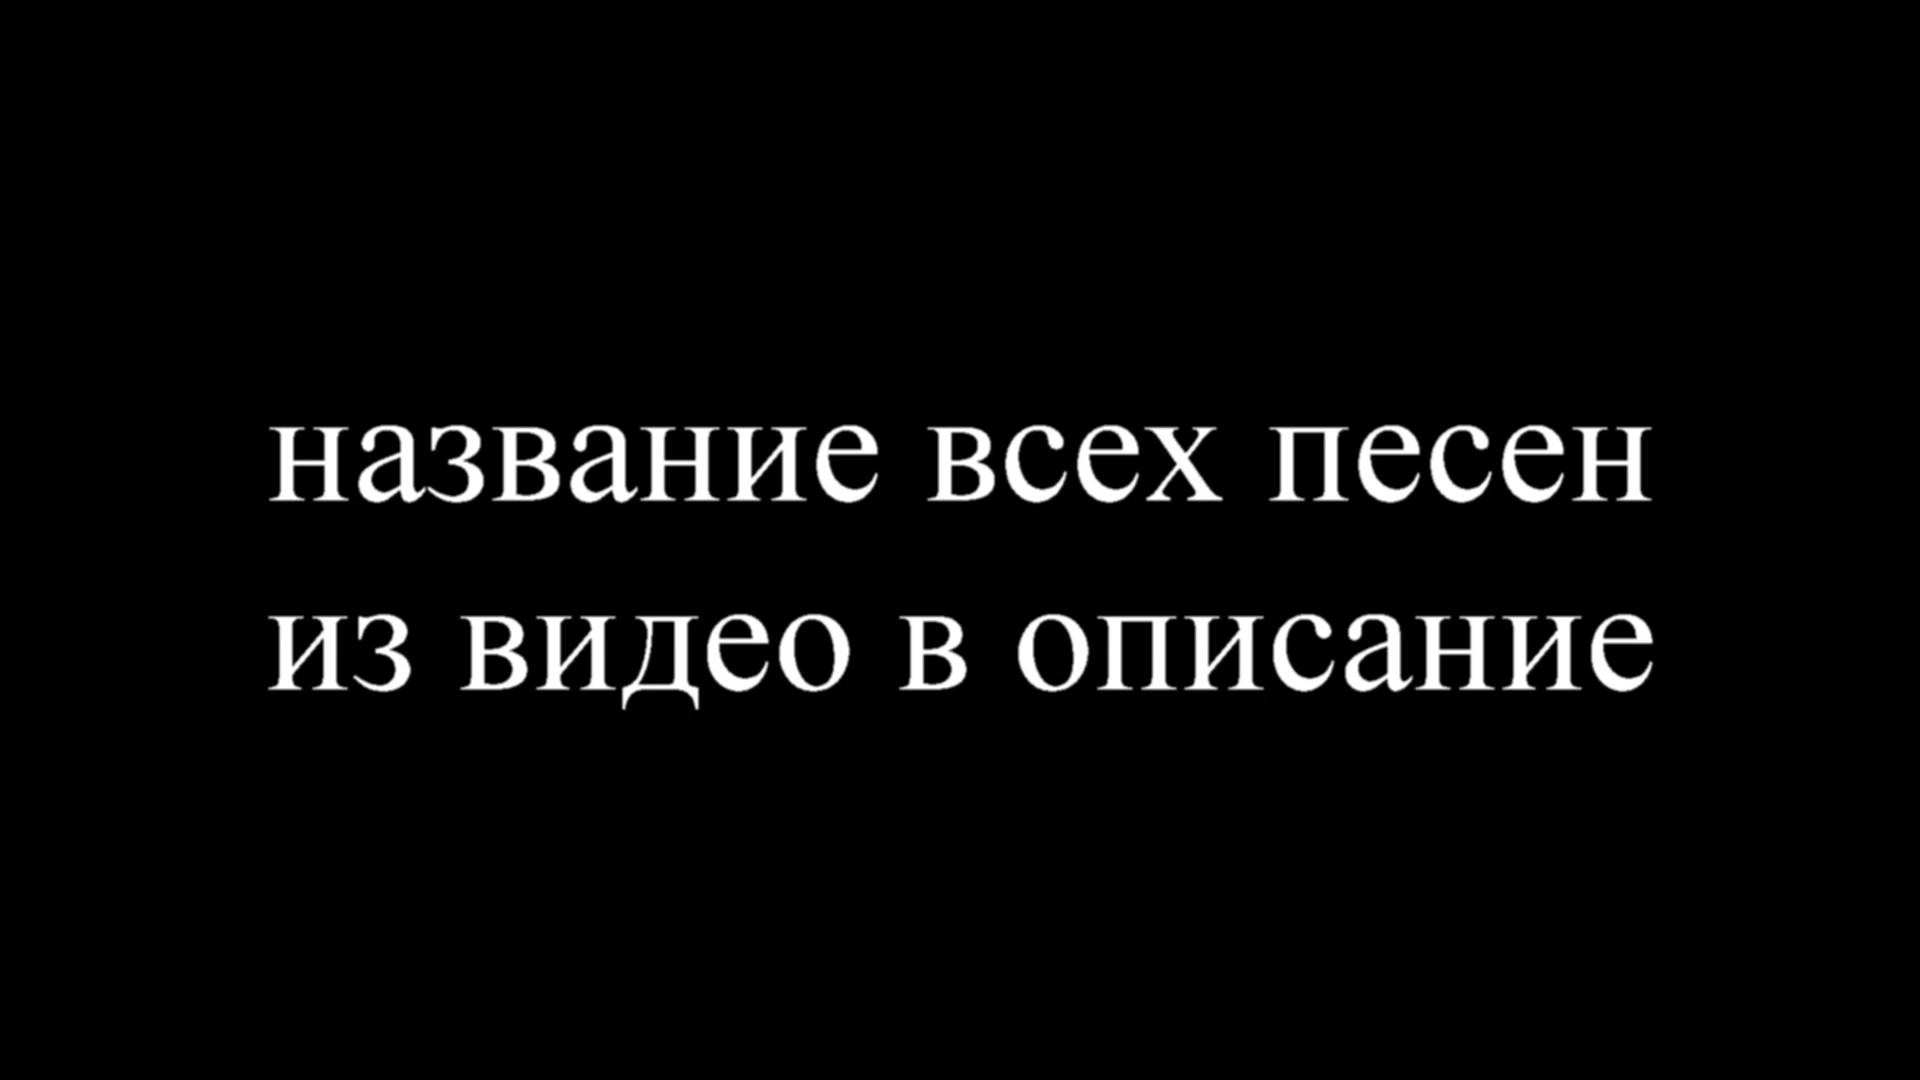 название всех песен
из видео в описание